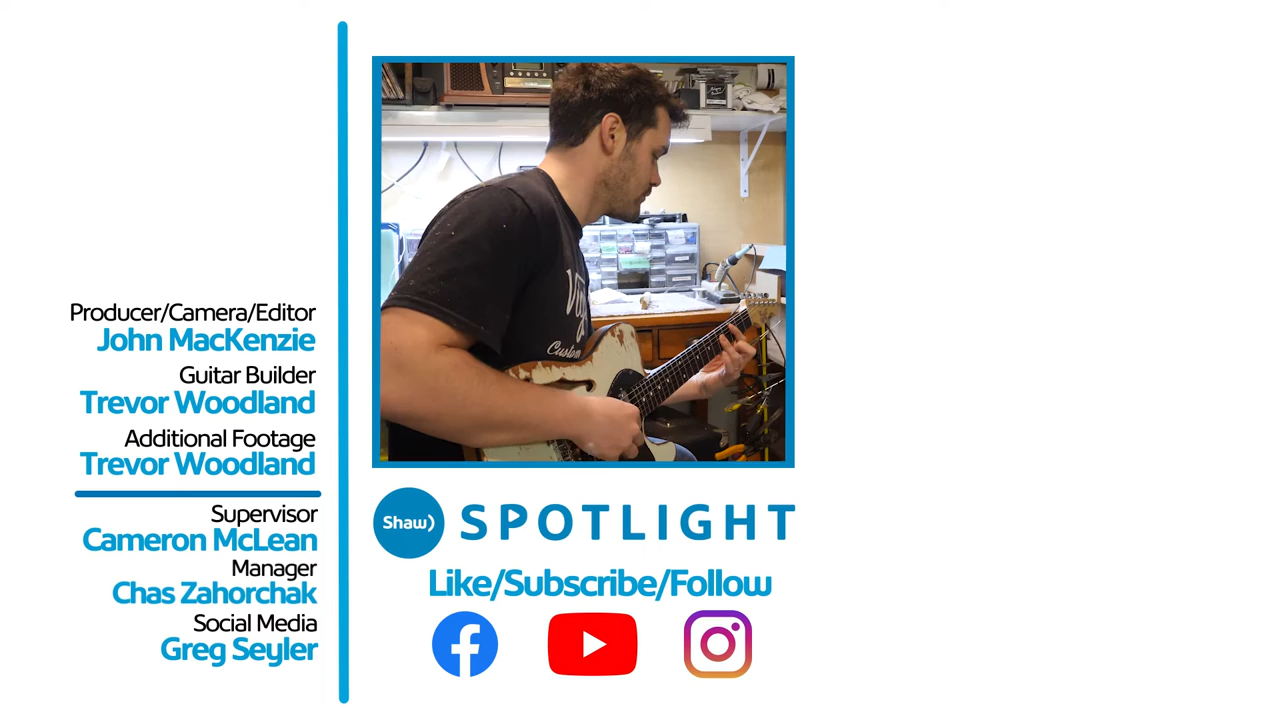 Producer/Camera/Editor
John MacKenzie
Guitar Builder
Trevor Woodland
Additional Footage
Trevor Woodland
Supervisor
Cameron McLean
Manager
Chas Zahorchak
Social Media
Greg Seyler
Custom
Shaw) SPOTLIGHT
Like/Subscribe/Follow